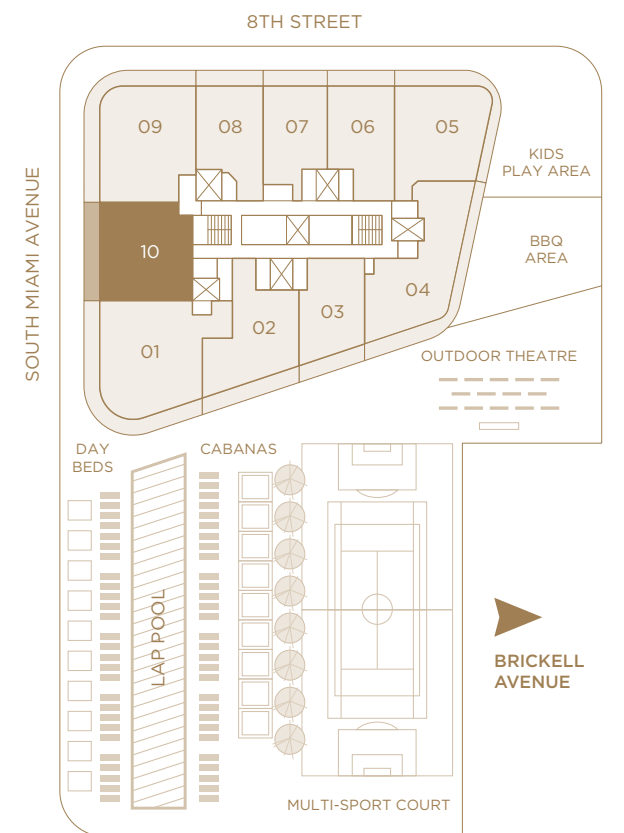 8TH STREET
SOUTH MIAMI AVENUE
09
08
07
06
05
KIDS
PLAY AREA
10
BBQ
AREA
04
03
02
01
OUTDOOR THEATRE
DAY
BEDS
CABANAS
LAP POOL
BRICKELL
AVENUE
MULTI-SPORT COURT